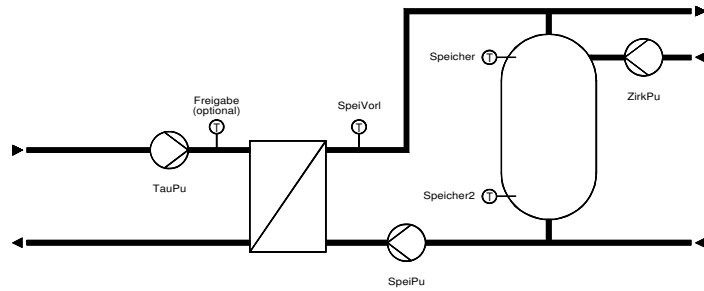 Speicher
T
ZirkPu
Freigabe
(optional)
T
SpeiVorl
T
TauPu
Speicher2
T
SpeiPu